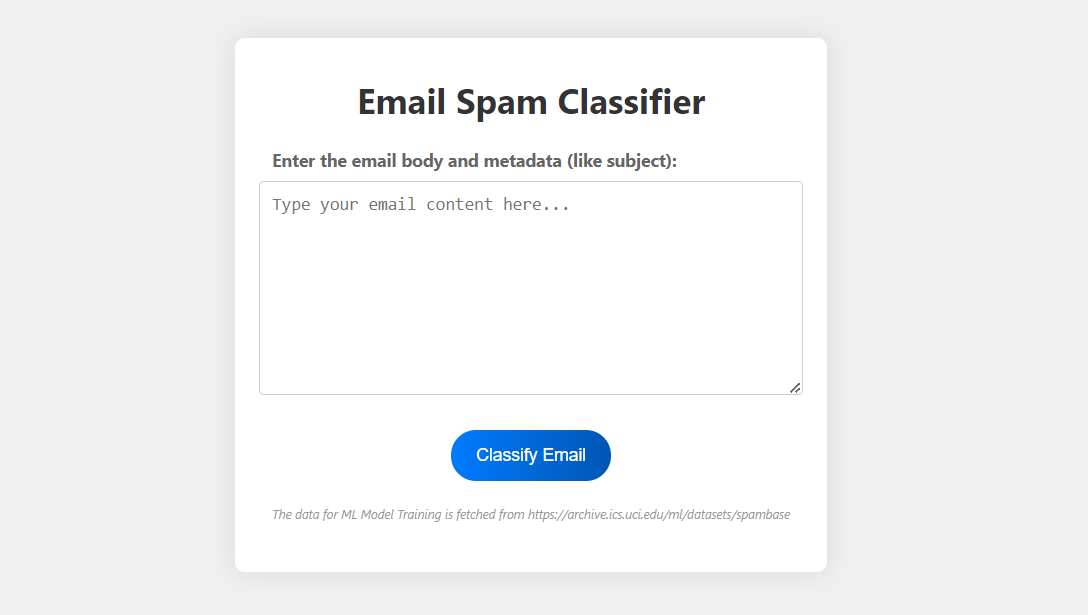 Email Spam Classifier
Enter the email body and metadata (like subject):
Type your email content here...
Classify Email
The data for ML Model Training is fetched from https://archive.ics.uci.edu/ml/datasets/spambase